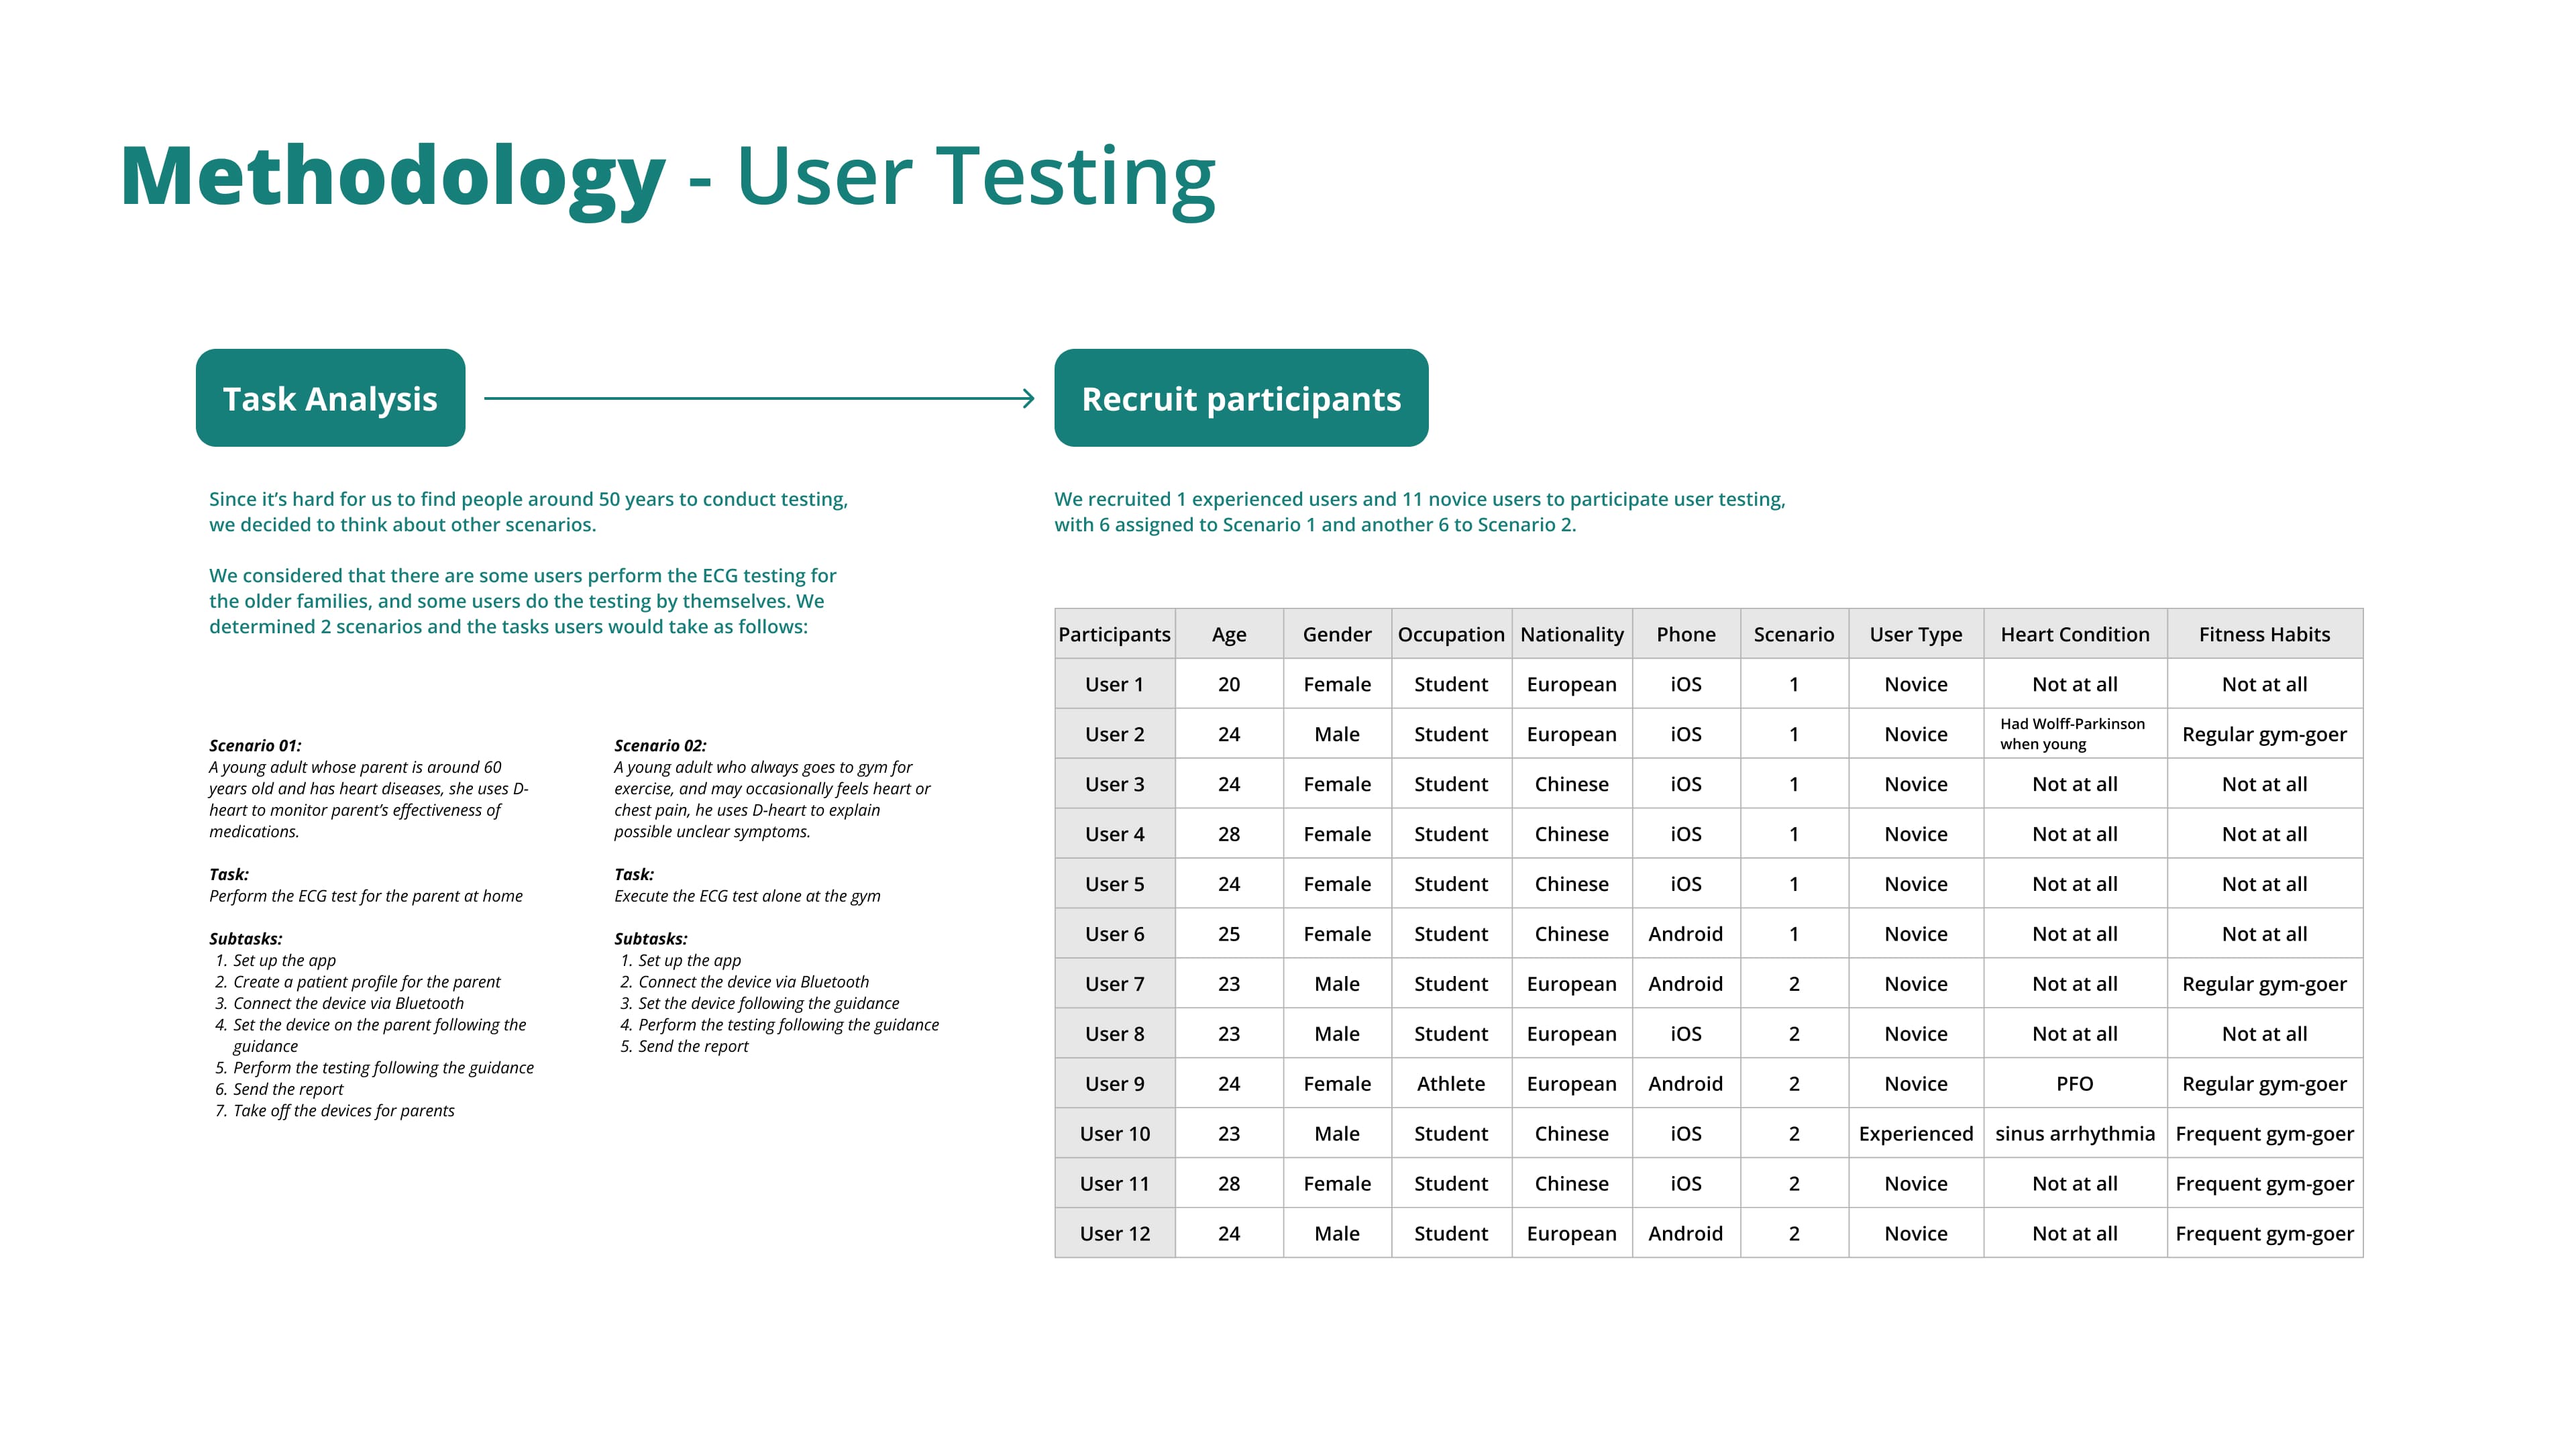 Methodology - User Testing
Task Analysis
Since it’s hard for us to find people around 50 years to conduct testing,
we decided to think about other scenarios.
We considered that there are some users perform the ECG testing for
the older families, and some users do the testing by themselves. We
determined 2 scenarios and the tasks users would take as follows:
Scenario 01:
A young adult whose parent is around 60
years old and has heart diseases, she uses D-
heart to monitor parent’s effectiveness of
medications.
Task:
Perform the ECG test for the parent at home
Subtasks:
1. Set up the app
2. Create a patient profile for the parent
3. Connect the device via Bluetooth
4. Set the device on the parent following the
guidance
5. Perform the testing following the guidance
6. Send the report
7. Take off the devices for parents
Scenario 02:
A young adult who always goes to gym for
exercise, and may occasionally feels heart or
chest pain, he uses D-heart to explain
possible unclear symptoms.
Task:
Execute the ECG test alone at the gym
Subtasks:
1. Set up the app
2. Connect the device via Bluetooth
3. Set the device following the guidance
4. Perform the testing following the guidance
5. Send the report
Recruit participants
We recruited 1 experienced users and 11 novice users to participate user testing,
with 6 assigned to Scenario 1 and another 6 to Scenario 2.
Participants Age Gender Occupation Nationality Phone Scenario User Type Heart Condition Fitness Habits
User 1 20 Female Student European iOS 1 Novice Not at all Not at all
User 2 24 Male Student European iOS 1 Novice Had Wolff-Parkinson when young Regular gym-goer
User 3 24 Female Student Chinese iOS 1 Novice Not at all Not at all
User 4 28 Female Student Chinese iOS 1 Novice Not at all Not at all
User 5 24 Female Student Chinese iOS 1 Novice Not at all Not at all
User 6 25 Female Student Chinese Android 1 Novice Not at all Not at all
User 7 23 Male Student European Android 2 Novice Not at all Regular gym-goer
User 8 23 Male Student European iOS 2 Novice Not at all Not at all
User 9 24 Female Athlete European Android 2 Novice PFO Regular gym-goer
User 10 23 Male Student Chinese iOS 2 Experienced sinus arrhythmia Frequent gym-goer
User 11 28 Female Student Chinese iOS 2 Novice Not at all Frequent gym-goer
User 12 24 Male Student European Android 2 Novice Not at all Frequent gym-goer